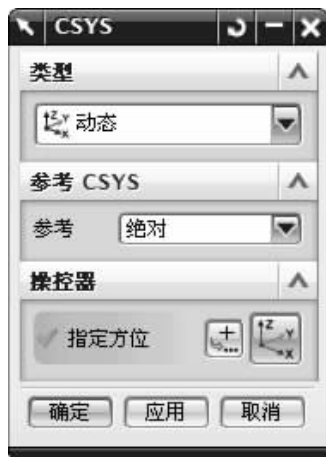 CSYS
类型
动态
参考 CSYS
参考 绝对
操控器
指定方位
确定 应用 取消